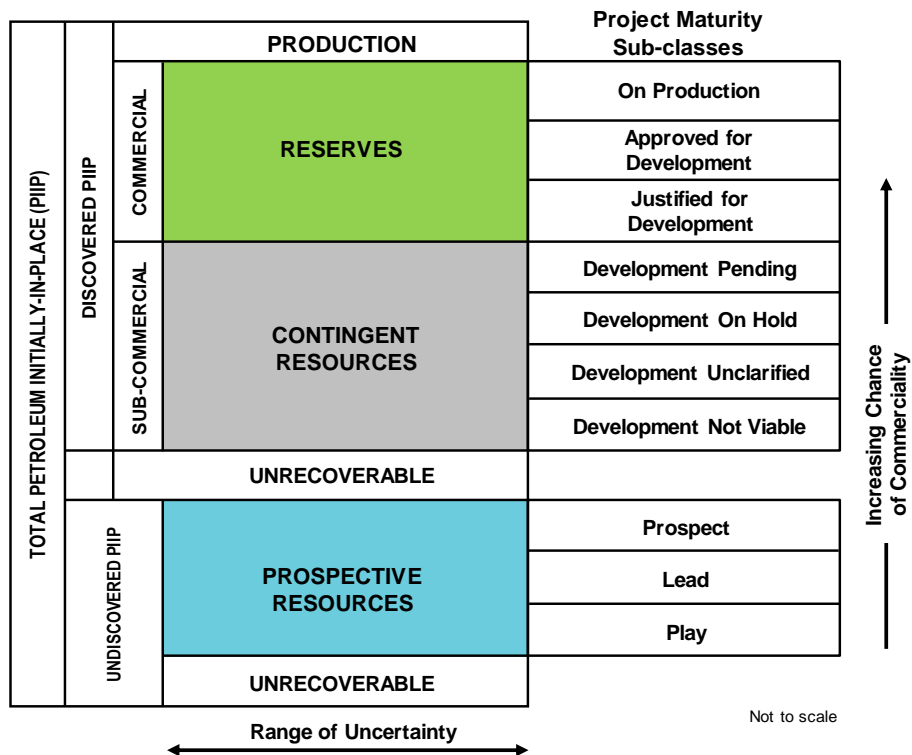 TOTAL PETROLEUM INITIALLY-IN-PLACE (PIIP)
DISCOVERED PIIP
UNDISCOVERED PIIP
COMMERCIAL
SUB-COMMERCIAL
PRODUCTION
Project Maturity
Sub-classes
RESERVES
On Production
Approved for
Development
Justified for
Development
CONTINGENT
RESOURCES
Development Pending
Development On Hold
Development Unclarified
Development Not Viable
UNRECOVERABLE
PROSPECTIVE
RESOURCES
Prospect
Lead
Play
UNRECOVERABLE
Increasing Chance
of Commerciality
Range of Uncertainty
Not to scale